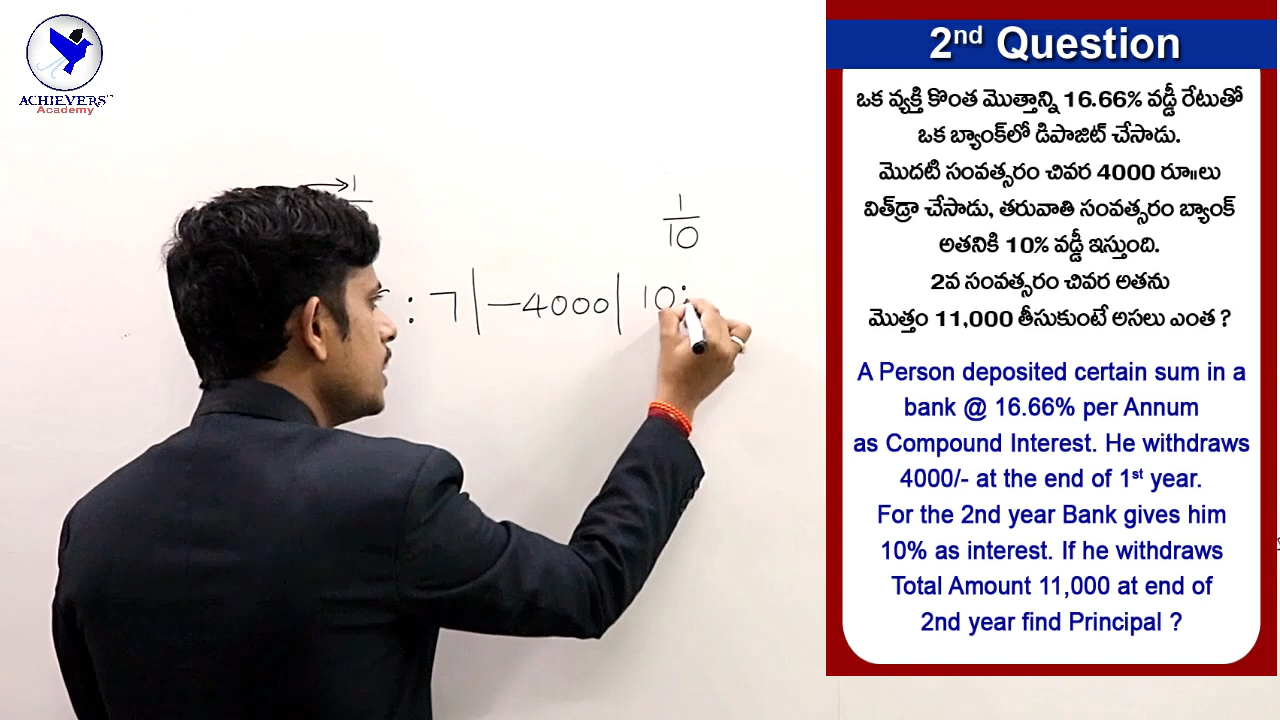 ACHIEVERS
Academy
1
1
10
: 7 | -4000 | 10:
2nd Question
ఒక వ్యక్తి కొంత మొత్తాన్ని 16.66% వడ్డీ రేటుతో
ఒక బ్యాంక్‌లో డిపాజిట్ చేసాడు.
మొదటి సంవత్సరం చివర 4000 రూ॥లు
విత్‌డ్రా చేసాడు, తరువాతి సంవత్సరం బ్యాంక్
అతనికి 10% వడ్డీ ఇస్తుంది.
2వ సంవత్సరం చివర అతను
మొత్తం 11,000 తీసుకుంటే అసలు ఎంత ?
A Person deposited certain sum in a
bank @ 16.66% per Annum
as Compound Interest. He withdraws
4000/- at the end of 1st year.
For the 2nd year Bank gives him
10% as interest. If he withdraws
Total Amount 11,000 at end of
2nd year find Principal ?